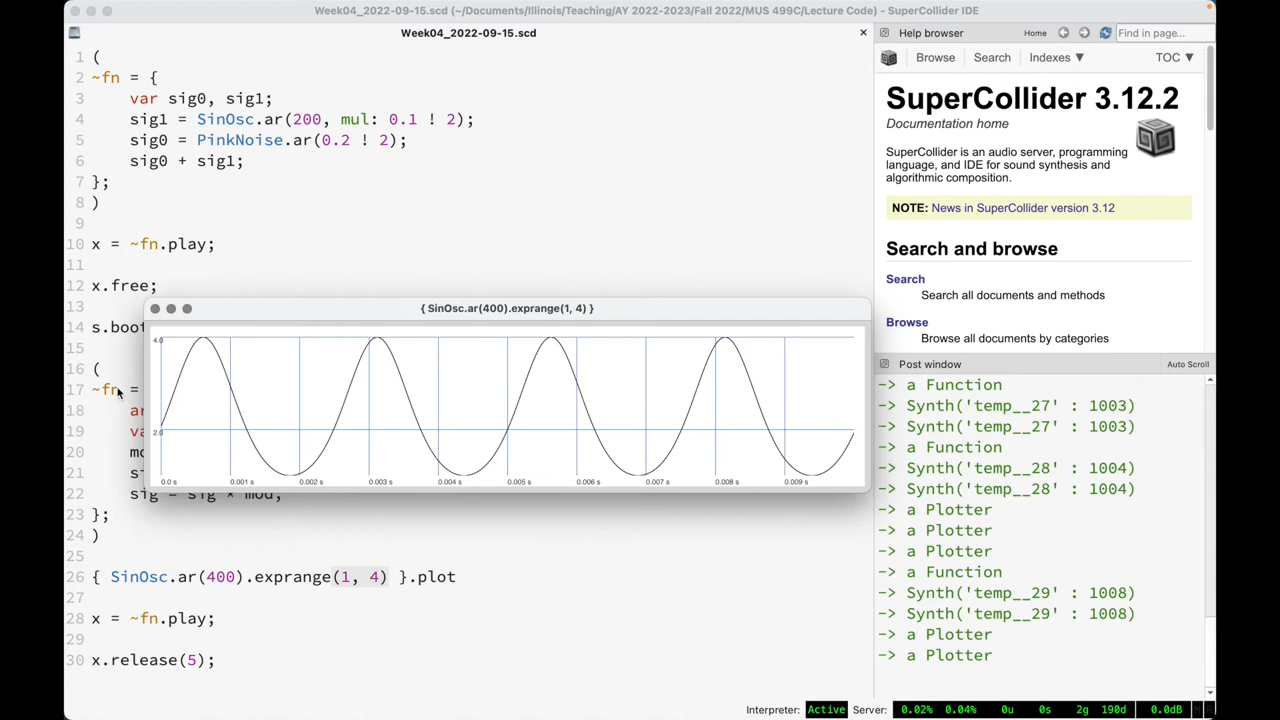 Week04_2022-09-15.scd (~/Documents/Illinois/Teaching/AY 2022-2023/Fall 2022/MUS 499C/Lecture Code) - SuperCollider IDE
Week04_2022-09-15.scd
1 (
2 ~fn = {
3 var sig0, sig1;
4 sig1 = SinOsc.ar(200, mul: 0.1 ! 2);
5 sig0 = PinkNoise.ar(0.2 ! 2);
6 sig0 + sig1;
7 };
8 )
9
10 x = ~fn.play;
11
12 x.free;
13
14 s.boot
15
16 (
17 ~fn =
18 ar
19 va
20 mo
21 si
22 sig = sig * mod;
23 };
24 )
25
26 { SinOsc.ar(400).exprange(1, 4) }.plot
27
28 x = ~fn.play;
29
30 x.release(5);
{ SinOsc.ar(400).exprange(1, 4) }
4.0
2.0
0.0 s 0.001 s 0.002 s 0.003 s 0.004 s 0.005 s 0.006 s 0.007 s 0.008 s 0.009 s
Help browser Home Find in page...
Browse Search Indexes ▼ TOC ▼
SuperCollider 3.12.2
Documentation home
SuperCollider is an audio server, programming
language, and IDE for sound synthesis and
algorithmic composition.
NOTE: News in SuperCollider version 3.12
Search and browse
Search
Search all documents and methods
Browse
Browse all documents by categories
Post window Auto Scroll
-> a Function
-> Synth('temp__27' : 1003)
-> Synth('temp__27' : 1003)
-> a Function
-> Synth('temp__28' : 1004)
-> Synth('temp__28' : 1004)
-> a Plotter
-> a Plotter
-> a Plotter
-> a Function
-> Synth('temp__29' : 1008)
-> Synth('temp__29' : 1008)
-> a Plotter
-> a Plotter
Interpreter: Active Server: 0.02% 0.04% 0u 0s 2g 190d 0.0dB M R